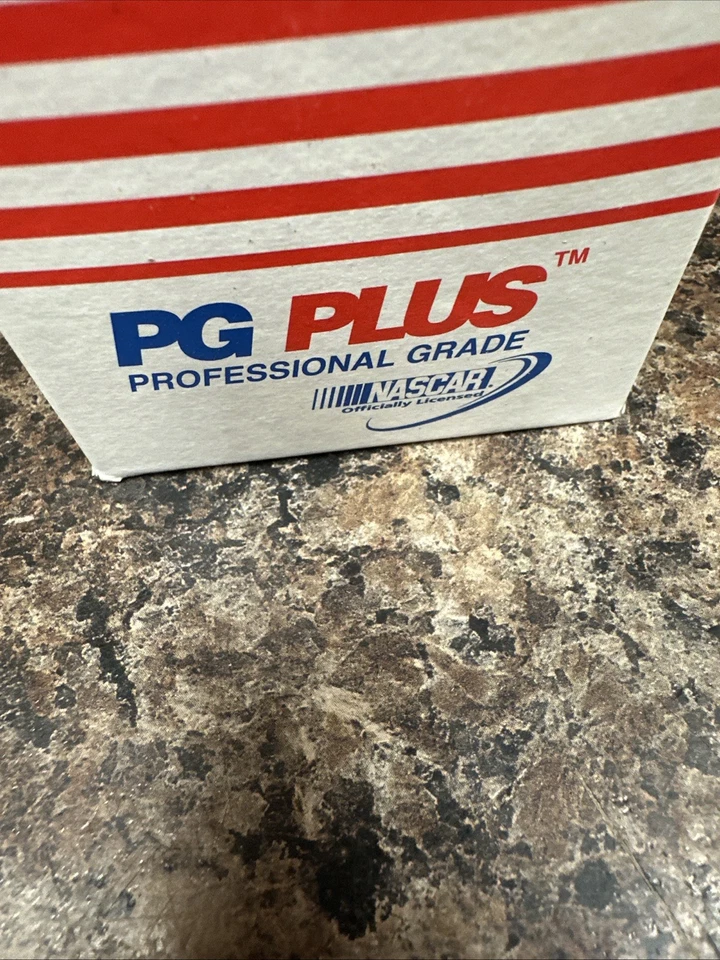 PG PLUS™
PROFESSIONAL GRADE
NASCAR.
Officially Licensed